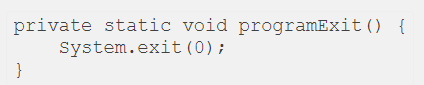 private static void programExit() {
    System.exit(0);
}